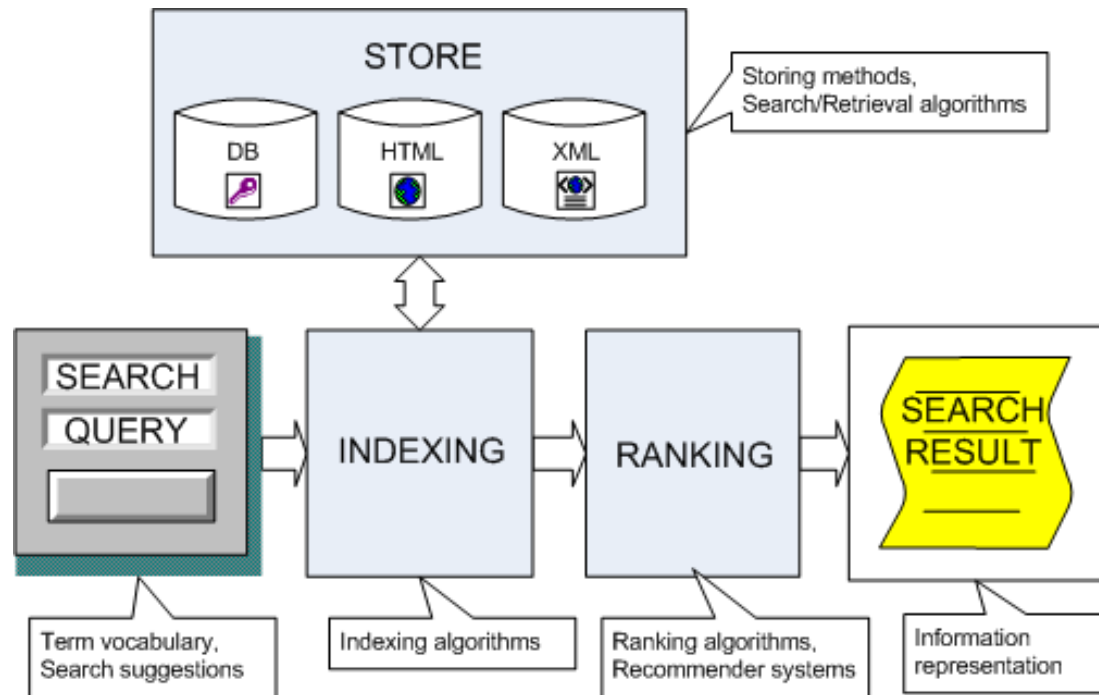 STORE
DB
HTML
XML
Storing methods,
Search/Retrieval algorithms
SEARCH
QUERY
INDEXING
RANKING
SEARCH
RESULT
Term vocabulary,
Search suggestions
Indexing algorithms
Ranking algorithms,
Recommender systems
Information
representation